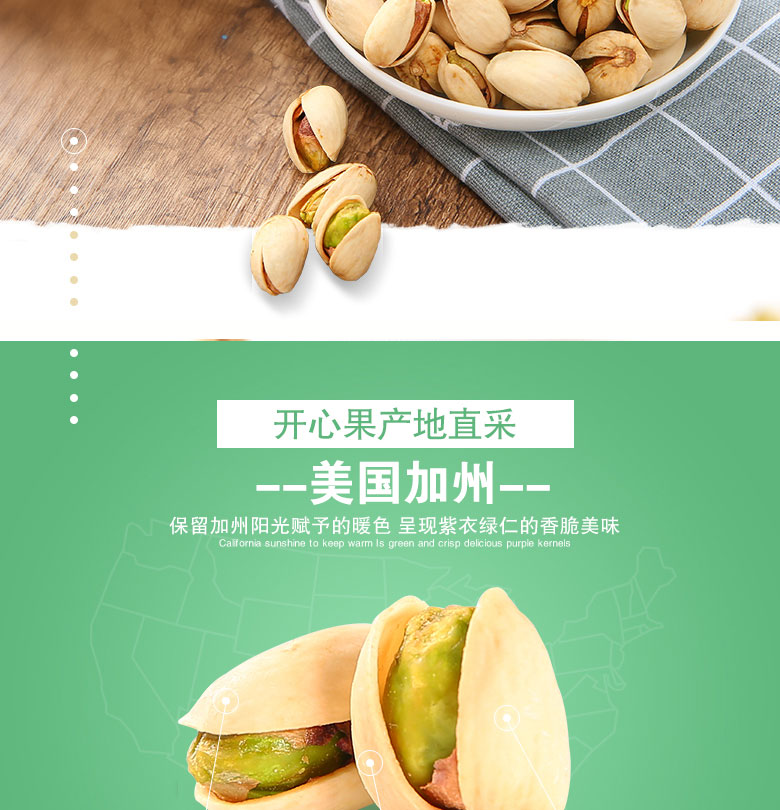 开心果产地直采
--美国加州--
保留加州阳光赋予的暖色 呈现紫衣绿仁的香脆美味
California sunshine to keep warm Is green and crisp delicious purple kernels